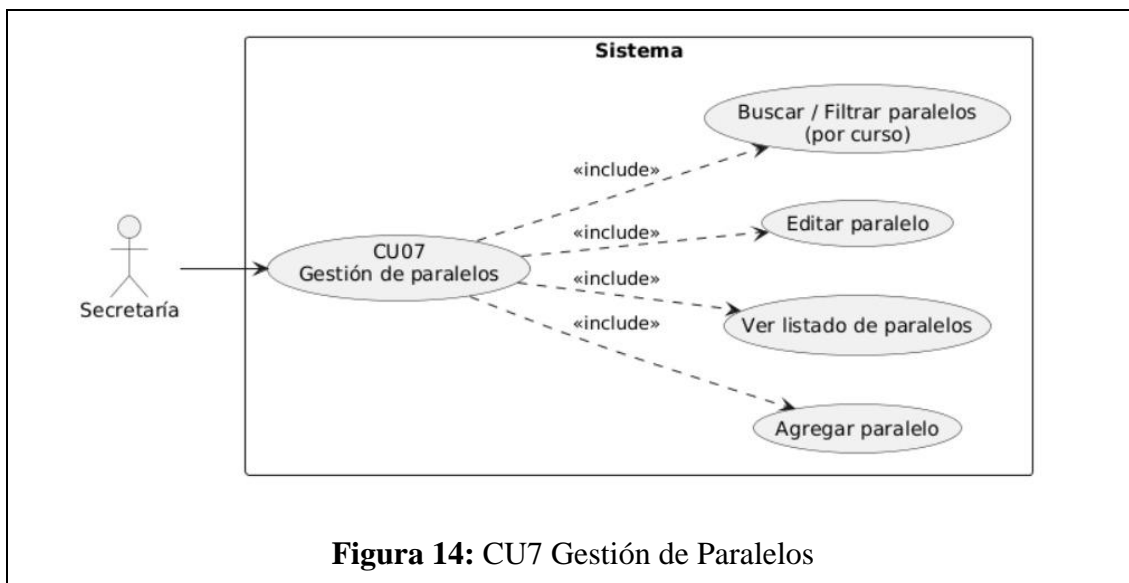 Sistema
Buscar / Filtrar paralelos
(por curso)
«include»
Editar paralelo
«include»
CU07
Gestión de paralelos
«include»
Secretaría
Ver listado de paralelos
«include»
Agregar paralelo
Figura 14: CU7 Gestión de Paralelos